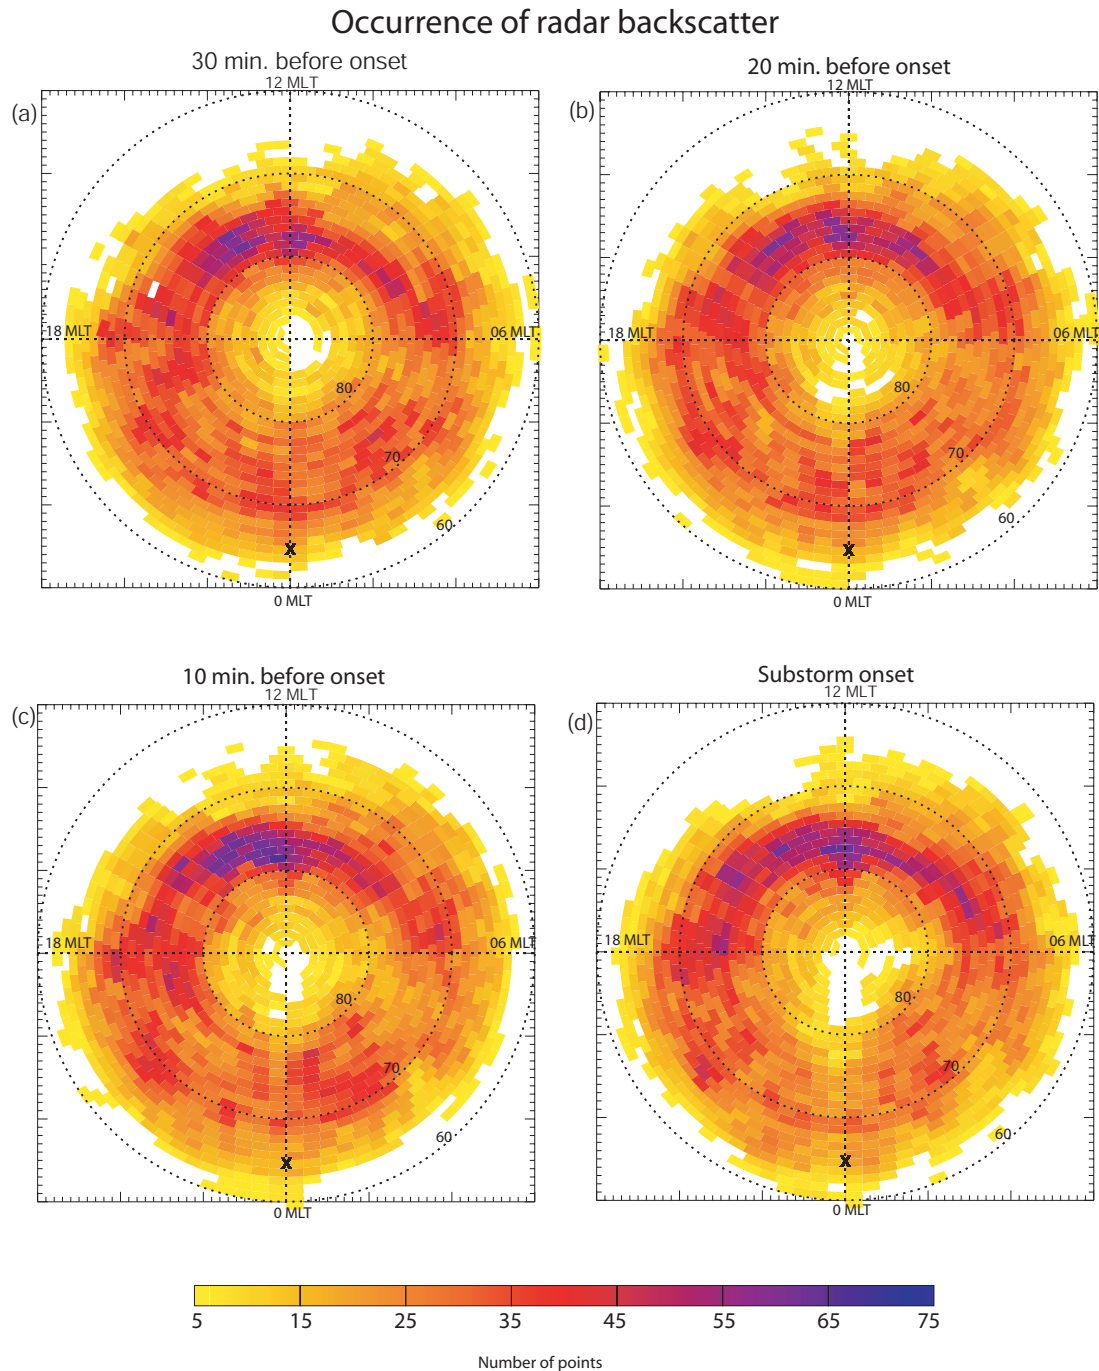 Occurrence of radar backscatter
30 min. before onset
12 MLT
(a)
18 MLT
06 MLT
80
70
60
X
0 MLT
20 min. before onset
12 MLT
(b)
18 MLT
06 MLT
80
70
60
X
0 MLT
10 min. before onset
12 MLT
(c)
18 MLT
06 MLT
80
70
60
X
0 MLT
Substorm onset
12 MLT
(d)
18 MLT
06 MLT
80
70
60
X
0 MLT
5 15 25 35 45 55 65 75
Number of points